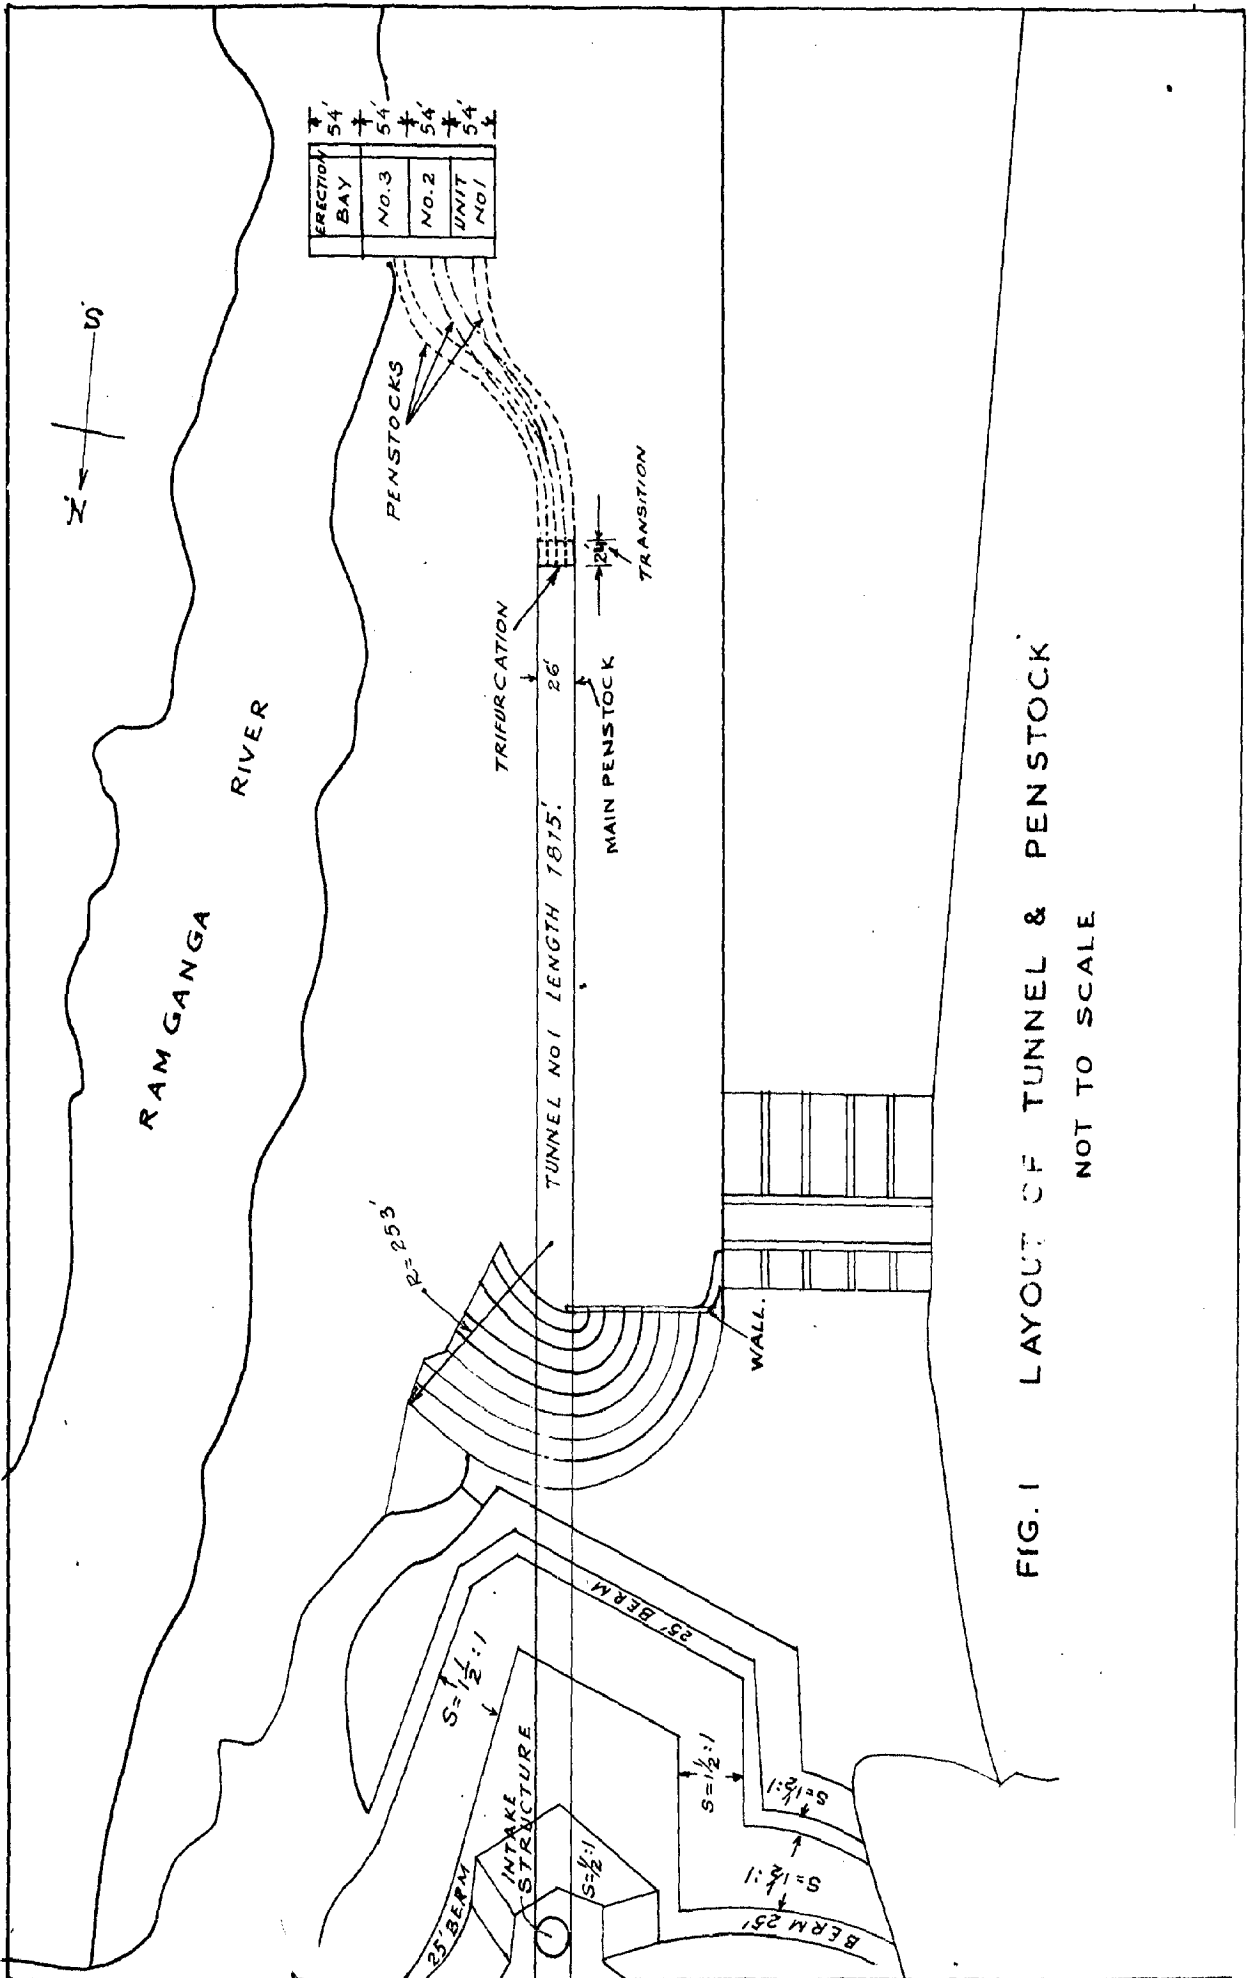 RAM GANGA
RIVER
N
S
ERECTION
BAY
NO.3
NO.2
UNIT
NO1
54'
54'
54'
54'
PENSTOCKS
TRIFURCATION
24'
TRANSITION
26'
MAIN PENSTOCK
TUNNEL NO1 LENGTH 1815'.
R=253'
WALL.
25' BERM
S=1½:1
INTAKE
STRUCTURE
S=½:1
25' BERM
S=1½:1
S=1½:1
S=1½:1
BERM 25'
FIG. 1 LAYOUT OF TUNNEL & PENSTOCK
NOT TO SCALE